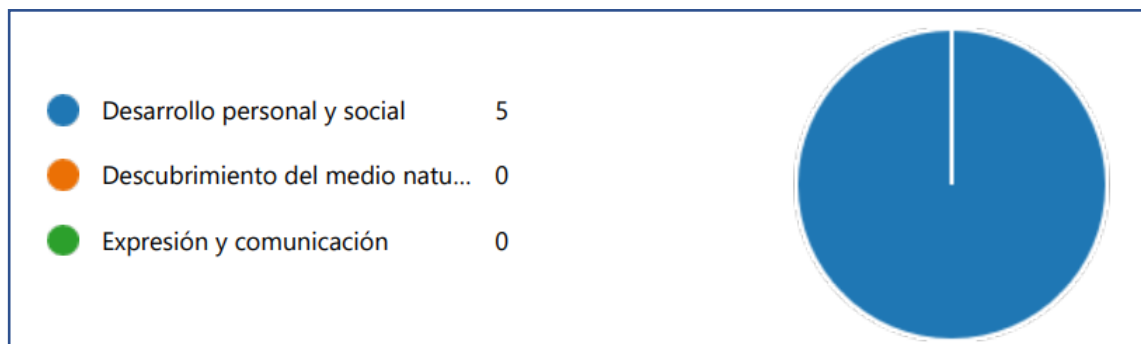 Desarrollo personal y social 5
Descubrimiento del medio natu... 0
Expresión y comunicación 0